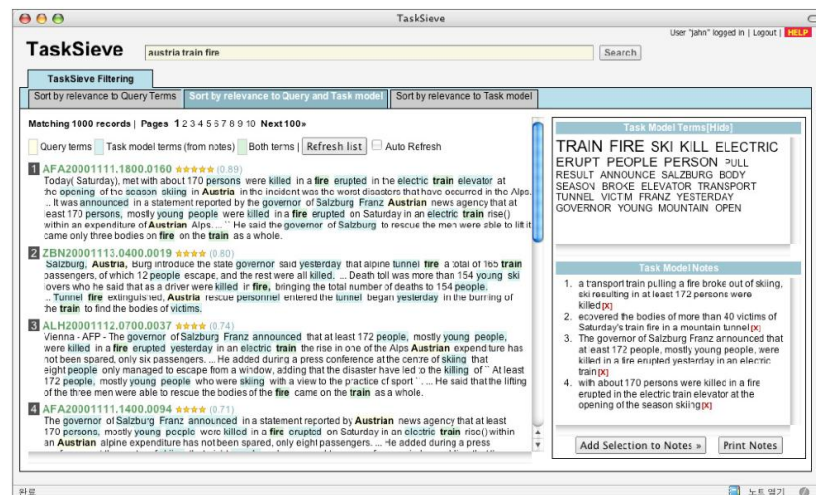 TaskSieve
User "jahn" logged in | Logout | HELP
TaskSieve
austria train fire
Search
TaskSieve Filtering
Sort by relevance to Query Terms
Sort by relevance to Query and Task model
Sort by relevance to Task model
Matching 1000 records | Pages 1 2 3 4 5 6 7 8 9 10 Next 100»
Query terms
Task model terms (from notes)
Both terms |
Refresh list
Auto Refresh
1 AFA20001111.1800.0160 ★★★★★ (0.89)
Today( Saturday), met with about 170 persons were killed in a fire erupted in the electric train elevator at
the opening of the season skiing in Austria in the incident was the worst disasters that have occurred in the Alps.
... It was announced in a statement reported by the governor of Salzburg Franz Austrian news agency that at
least 170 persons, mostly young people were killed in a fire erupted on Saturday in an electric train rise()
within an expenditure of Austrian Alps. ... `` He said the governor of Salzburg to rescue the men were able to lift it
came only three bodies on fire on the train as a whole.
2 ZBN20001113.0400.0019 ★★★★ (0.80)
Salzburg, Austria, Burg introduce the state governor said yesterday that alpine tunnel fire a total of 165 train
passengers, of which 12 people escape, and the rest were all killed. ... Death toll was more than 154 young ski
lovers who he said that as a driver were killed in fire, bringing the total number of deaths to 154 people.
... Tunnel fire extinguished, Austria rescue personnel entered the tunnel began yesterday in the burning of
the train to find the bodies of victims.
3 ALH20001112.0700.0037 ★★★★ (0.74)
Vienna - AFP - The governor of Salzburg Franz announced that at least 172 people, mostly young people,
were killed in a fire erupted yesterday in an electric train the rise in one of the Alps Austrian expenditure has
not been spared, only six passengers. ... He added during a press conference at the centre of skiing that
eight people only managed to escape from a window, adding that the disaster have led to the killing of `` At least
172 people, mostly young people who were skiing with a view to the practice of sport ' . ... He said that the lifting
of the three men were able to rescue the bodies of the fire came on the train as a whole.
4 AFA20001111.1400.0094 ★★★★ (0.71)
The governor of Salzburg Franz announced in a statement reported by Austrian news agency that at least
170 persons, mostly young people were killed in a fire erupted on Saturday in an electric train rise() within
an Austrian alpine expenditure has not been spared, only eight passengers. ... He added during a press
Task Model Terms[Hide]
TRAIN FIRE SKI KILL ELECTRIC
ERUPT PEOPLE PERSON PULL
RESULT ANNOUNCE SALZBURG BODY
SEASON BROKE ELEVATOR TRANSPORT
TUNNEL VICTIM FRANZ YESTERDAY
GOVERNOR YOUNG MOUNTAIN OPEN
Task Model Notes
1. a transport train pulling a fire broke out of skiing,
ski resulting in at least 172 persons were
killed[X]
2. ecovered the bodies of more than 40 victims of
Saturday's train fire in a mountain tunnel[X]
3. The governor of Salzburg Franz announced that
at least 172 people, mostly young people, were
killed in a fire erupted yesterday in an electric
train[X]
4. with about 170 persons were killed in a fire
erupted in the electric train elevator at the
opening of the season skiing[X]
Add Selection to Notes »
Print Notes
완료
노트 열기